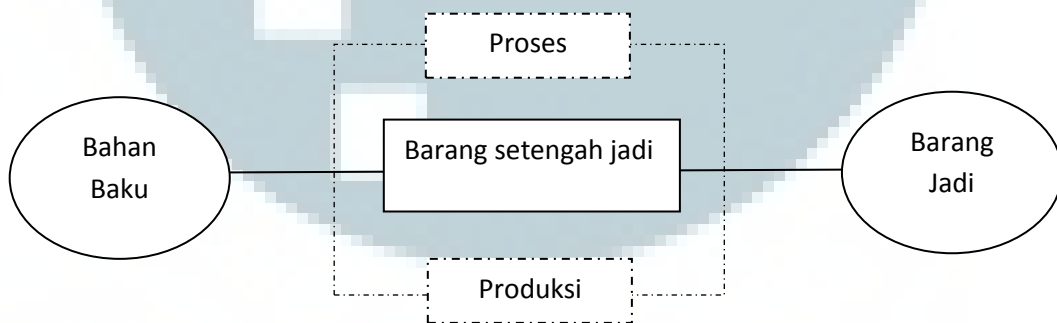 Proses
Bahan
Baku
Barang setengah jadi
Barang
Jadi
Produksi